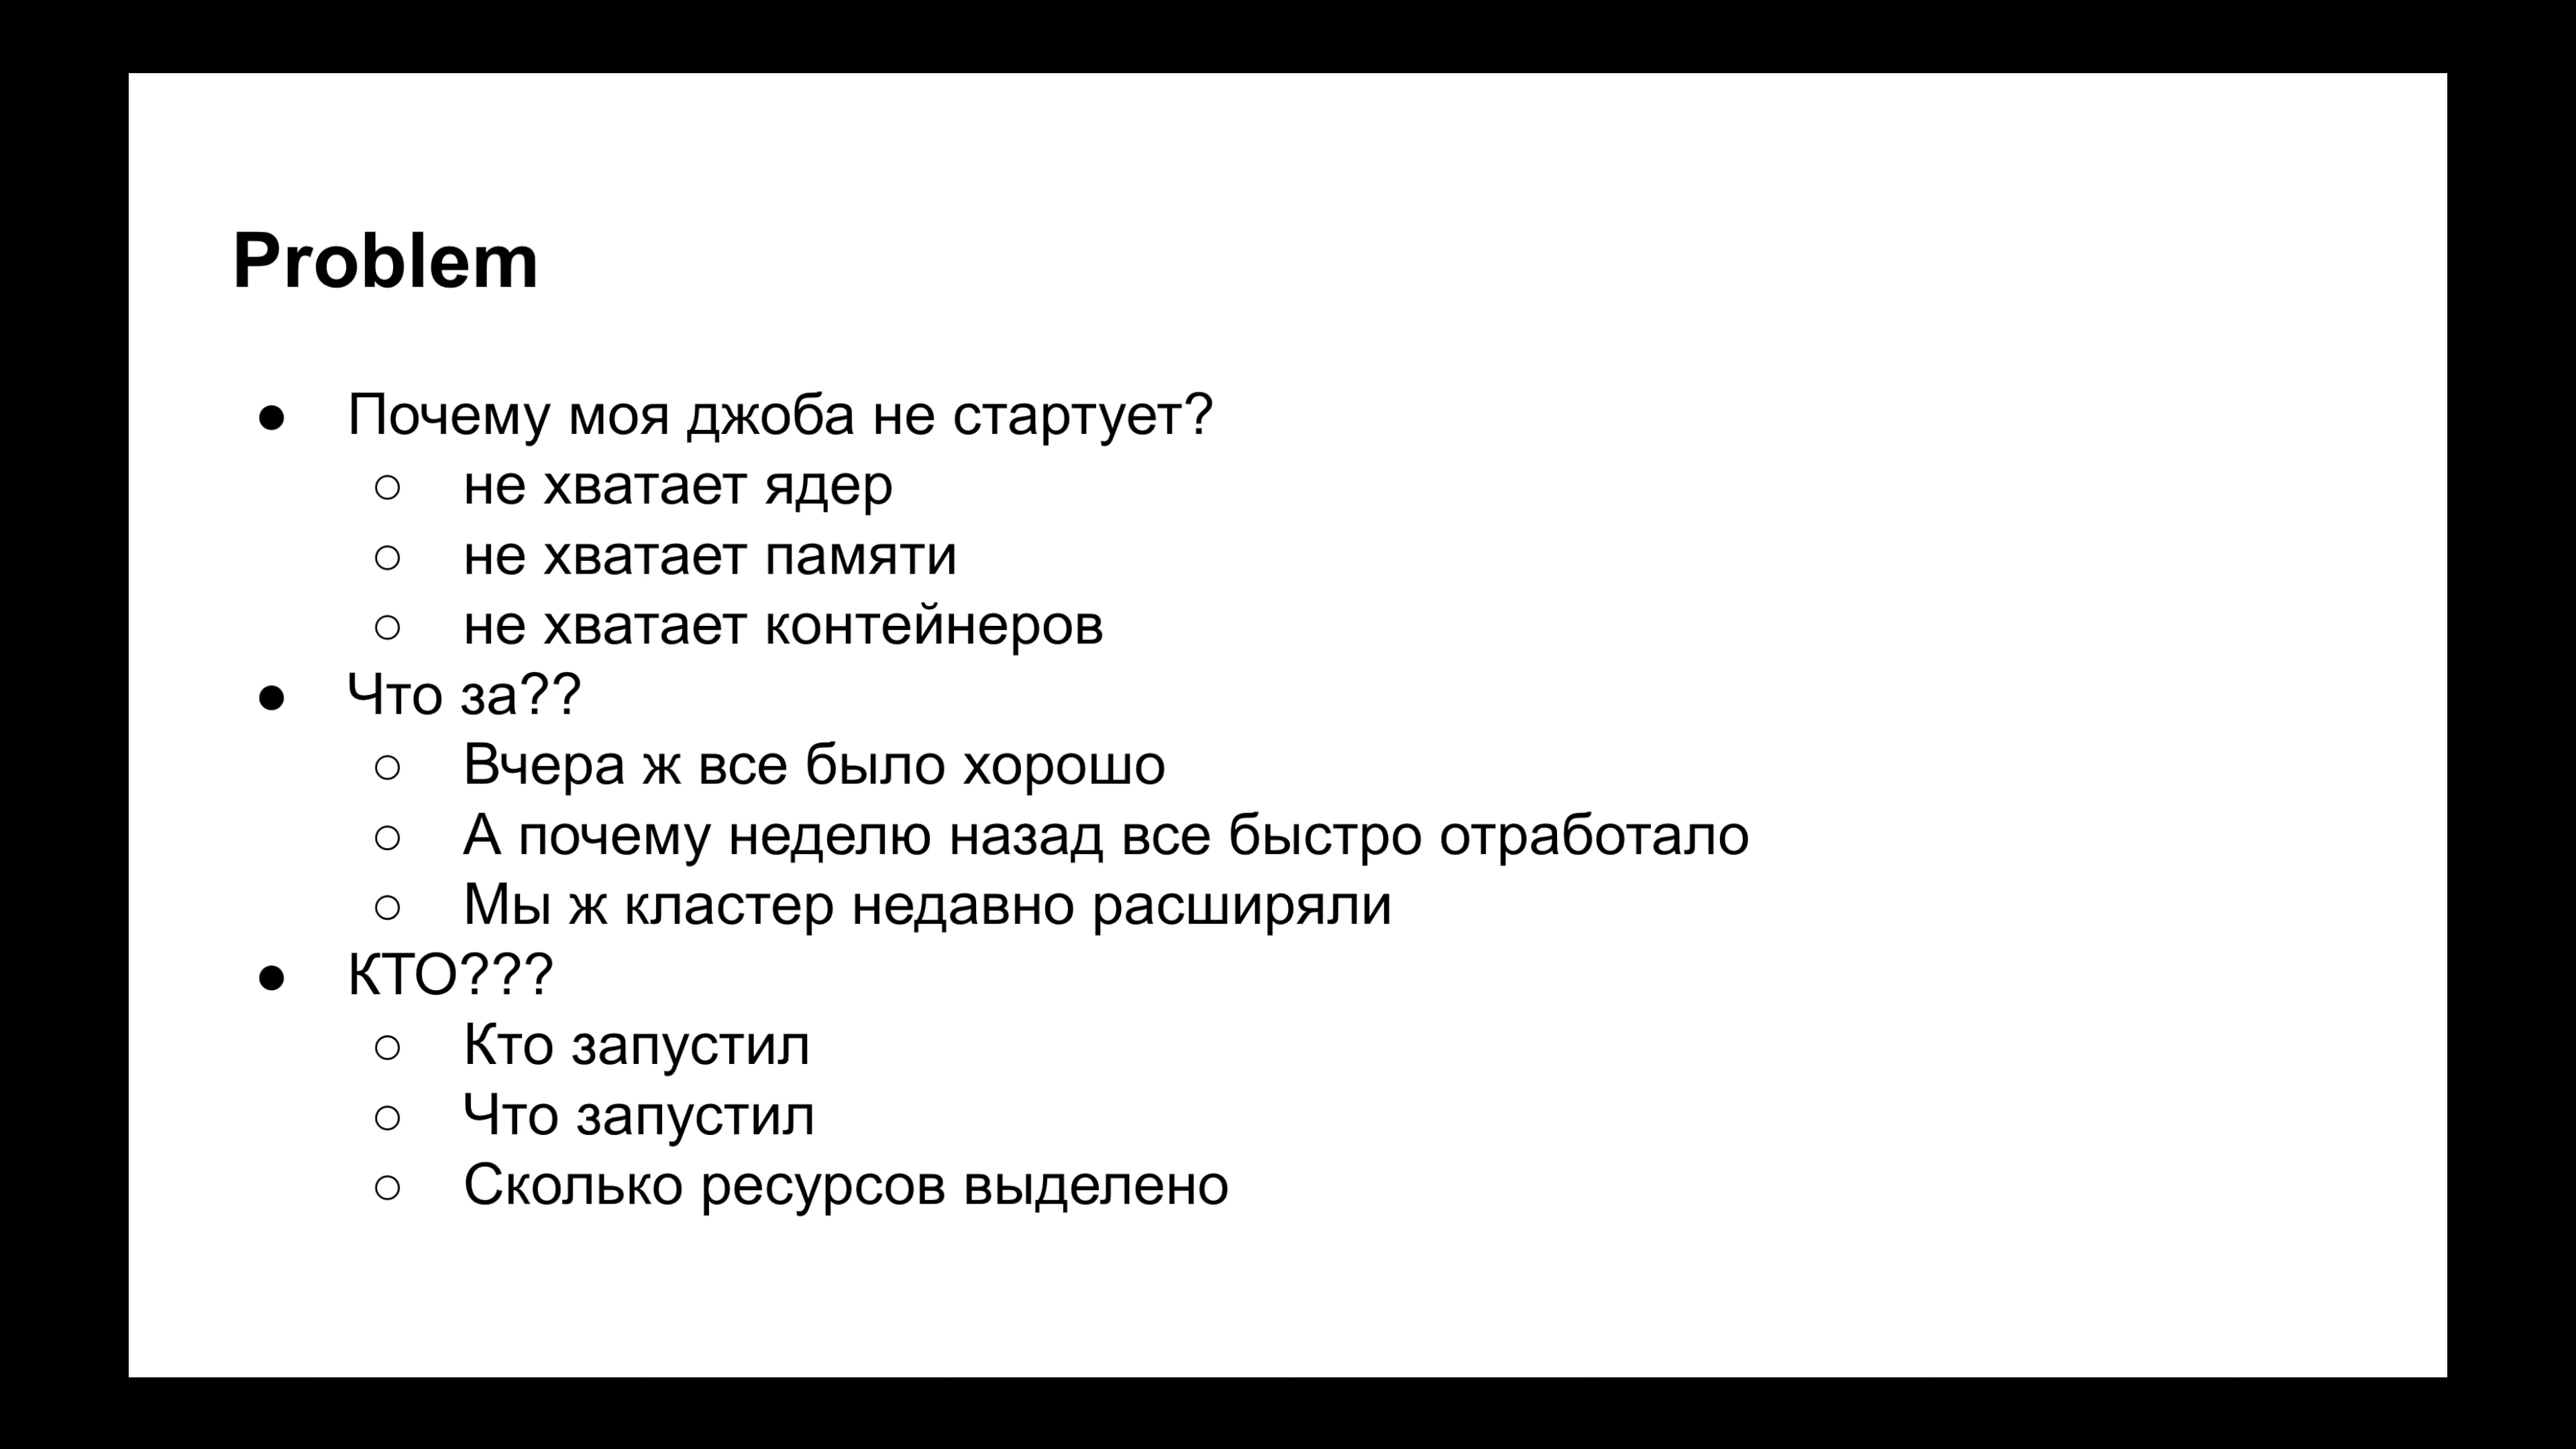 Problem
● Почему моя джоба не стартует?
○ не хватает ядер
○ не хватает памяти
○ не хватает контейнеров
● Что за??
○ Вчера ж все было хорошо
○ А почему неделю назад все быстро отработало
○ Мы ж кластер недавно расширяли
● КТО???
○ Кто запустил
○ Что запустил
○ Сколько ресурсов выделено